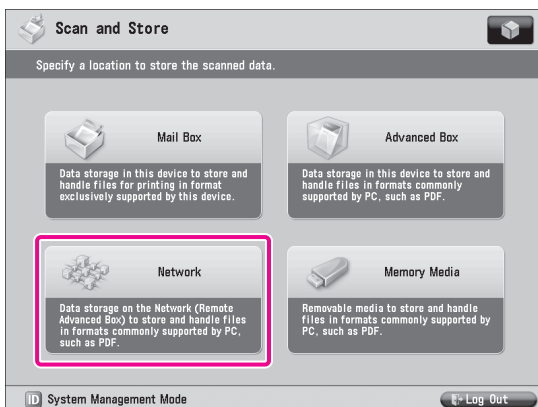 Scan and Store
Specify a location to store the scanned data.
Mail Box
Data storage in this device to store and
handle files for printing in format
exclusively supported by this device.
Advanced Box
Data storage in this device to store and
handle files in formats commonly
supported by PC, such as PDF.
Network
Data storage on the Network (Remote
Advanced Box) to store and handle files
in formats commonly supported by PC,
such as PDF.
Memory Media
Removable media to store and handle
files in formats commonly supported by
PC, such as PDF.
ID System Management Mode
Log Out